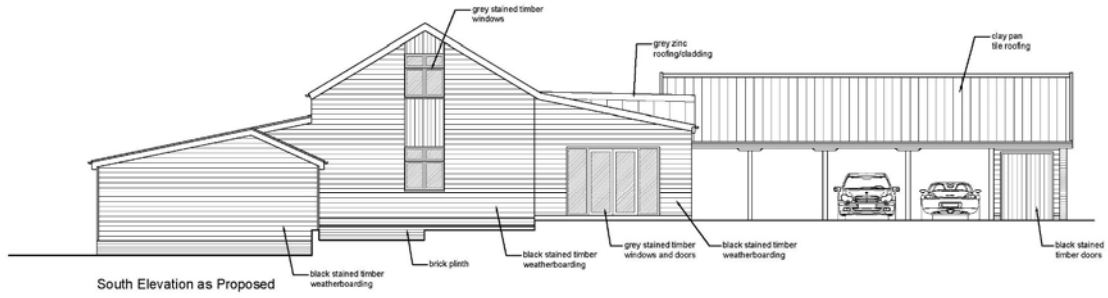 grey stained timber
windows
grey zinc
roofing/cladding
clay pan
tile roofing
South Elevation as Proposed
black stained timber
weatherboarding
brick plinth
black stained timber
weatherboarding
grey stained timber
windows and doors
black stained timber
weatherboarding
black stained
timber doors